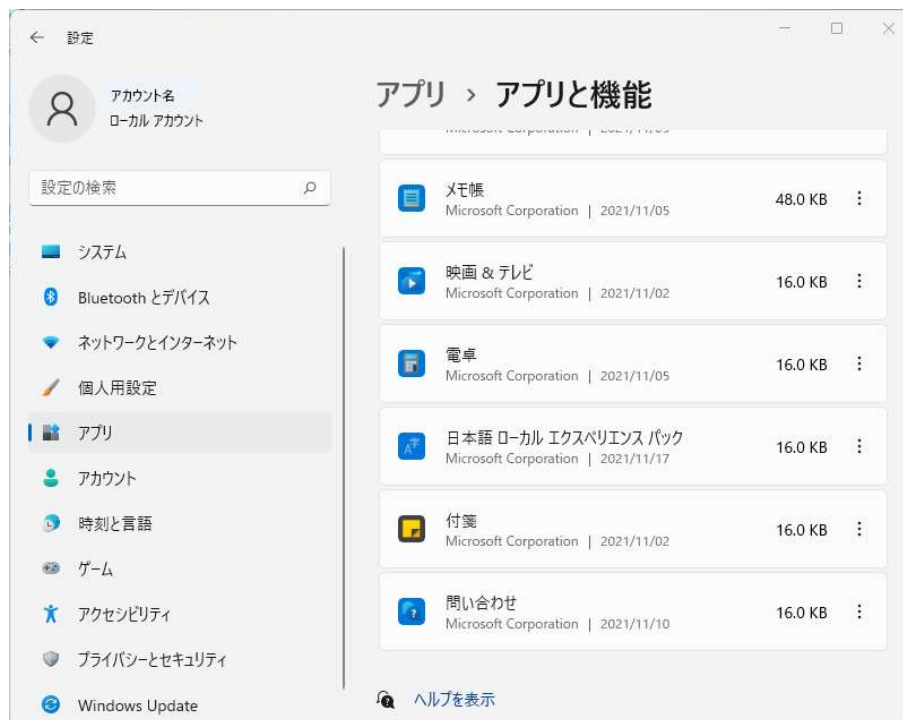 設定
アカウント名
ローカル アカウント
設定の検索
システム
Bluetooth とデバイス
ネットワークとインターネット
個人用設定
アプリ
アカウント
時刻と言語
ゲーム
アクセシビリティ
プライバシーとセキュリティ
Windows Update
アプリ › アプリと機能
メモ帳
48.0 KB
Microsoft Corporation | 2021/11/05
映画 & テレビ
16.0 KB
Microsoft Corporation | 2021/11/02
電卓
16.0 KB
Microsoft Corporation | 2021/11/05
日本語 ローカル エクスペリエンス パック
16.0 KB
Microsoft Corporation | 2021/11/17
付箋
16.0 KB
Microsoft Corporation | 2021/11/02
問い合わせ
16.0 KB
Microsoft Corporation | 2021/11/10
ヘルプを表示